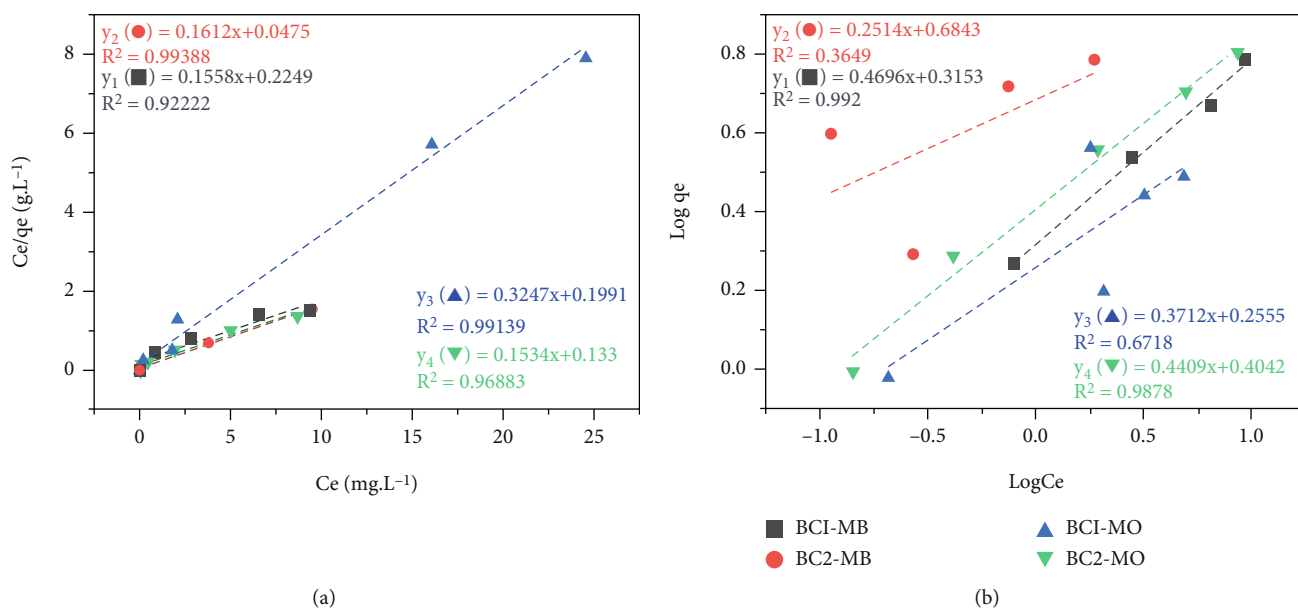 (a)
y₂ (●) = 0.1612x+0.0475
R² = 0.99388
y₁ (■) = 0.1558x+0.2249
R² = 0.92222
y₃ (▲) = 0.3247x+0.1991
R² = 0.99139
y₄ (▼) = 0.1534x+0.133
R² = 0.96883
Ce/qe (g.L⁻¹)
8
6
4
2
0
0 5 10 15 20 25
Ce (mg.L⁻¹)
(a)
(b)
y₂ (●) = 0.2514x+0.6843
R² = 0.3649
y₁ (■) = 0.4696x+0.3153
R² = 0.992
y₃ (▲) = 0.3712x+0.2555
R² = 0.6718
y₄ (▼) = 0.4409x+0.4042
R² = 0.9878
Log qe
0.8
0.6
0.4
0.2
0.0
–1.0 –0.5 0.0 0.5 1.0
LogCe
BCI-MB
BC2-MB
BCI-MO
BC2-MO
(b)